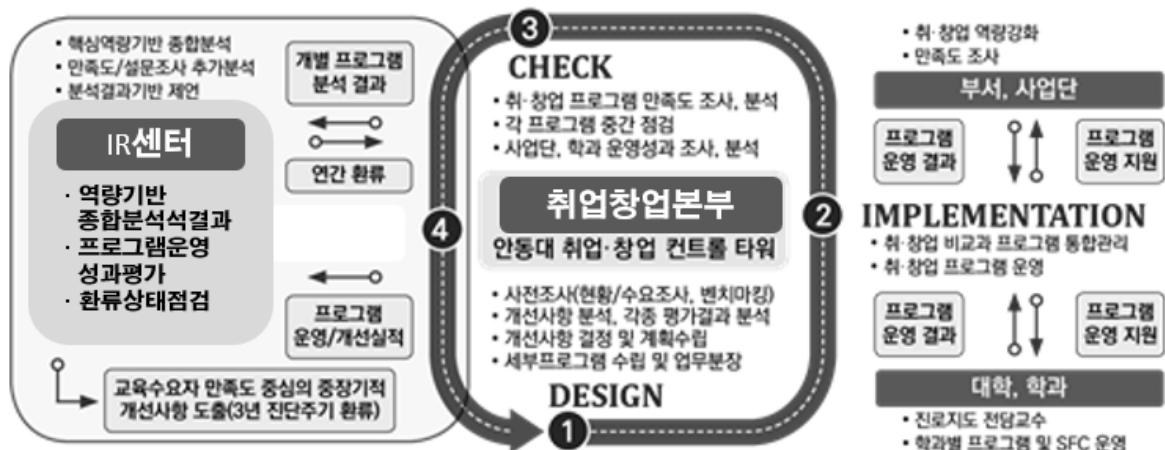 • 핵심역량기반 종합분석
• 만족도/설문조사 추가분석
• 분석결과기반 제언
개별 프로그램
분석 결과
IR센터
· 역량기반
종합분석석결과
· 프로그램운영
성과평가
· 환류상태점검
연간 환류
프로그램
운영/개선실적
교육수요자 만족도 중심의 중장기적
개선사항 도출(3년 진단주기 환류)
4
3
CHECK
• 취·창업 프로그램 만족도 조사, 분석
• 각 프로그램 중간 점검
• 사업단, 학과 운영성과 조사, 분석
취업창업본부
안동대 취업·창업 컨트롤 타워
• 사전조사(현황/수요조사, 벤치마킹)
• 개선사항 분석, 각종 평가결과 분석
• 개선사항 결정 및 계획수립
• 세부프로그램 수립 및 업무분장
DESIGN
1
2
• 취·창업 역량강화
• 만족도 조사
부서, 사업단
프로그램
운영 결과
프로그램
운영 지원
IMPLEMENTATION
• 취·창업 비교과 프로그램 통합관리
• 취·창업 프로그램 운영
프로그램
운영 결과
프로그램
운영 지원
대학, 학과
• 진로지도 전담교수
• 학과별 프로그램 및 SFC 운영